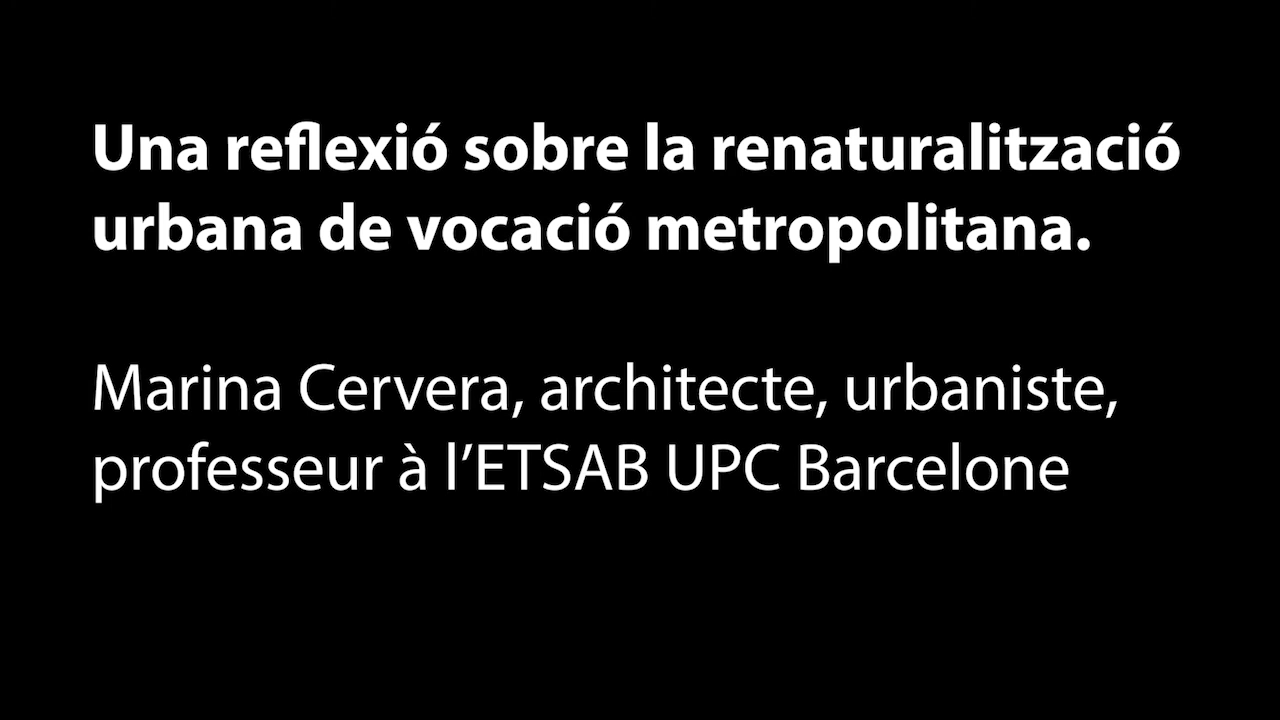 Una reflexió sobre la renaturalització
urbana de vocació metropolitana.
Marina Cervera, architecte, urbaniste,
professeur à l’ETSAB UPC Barcelone